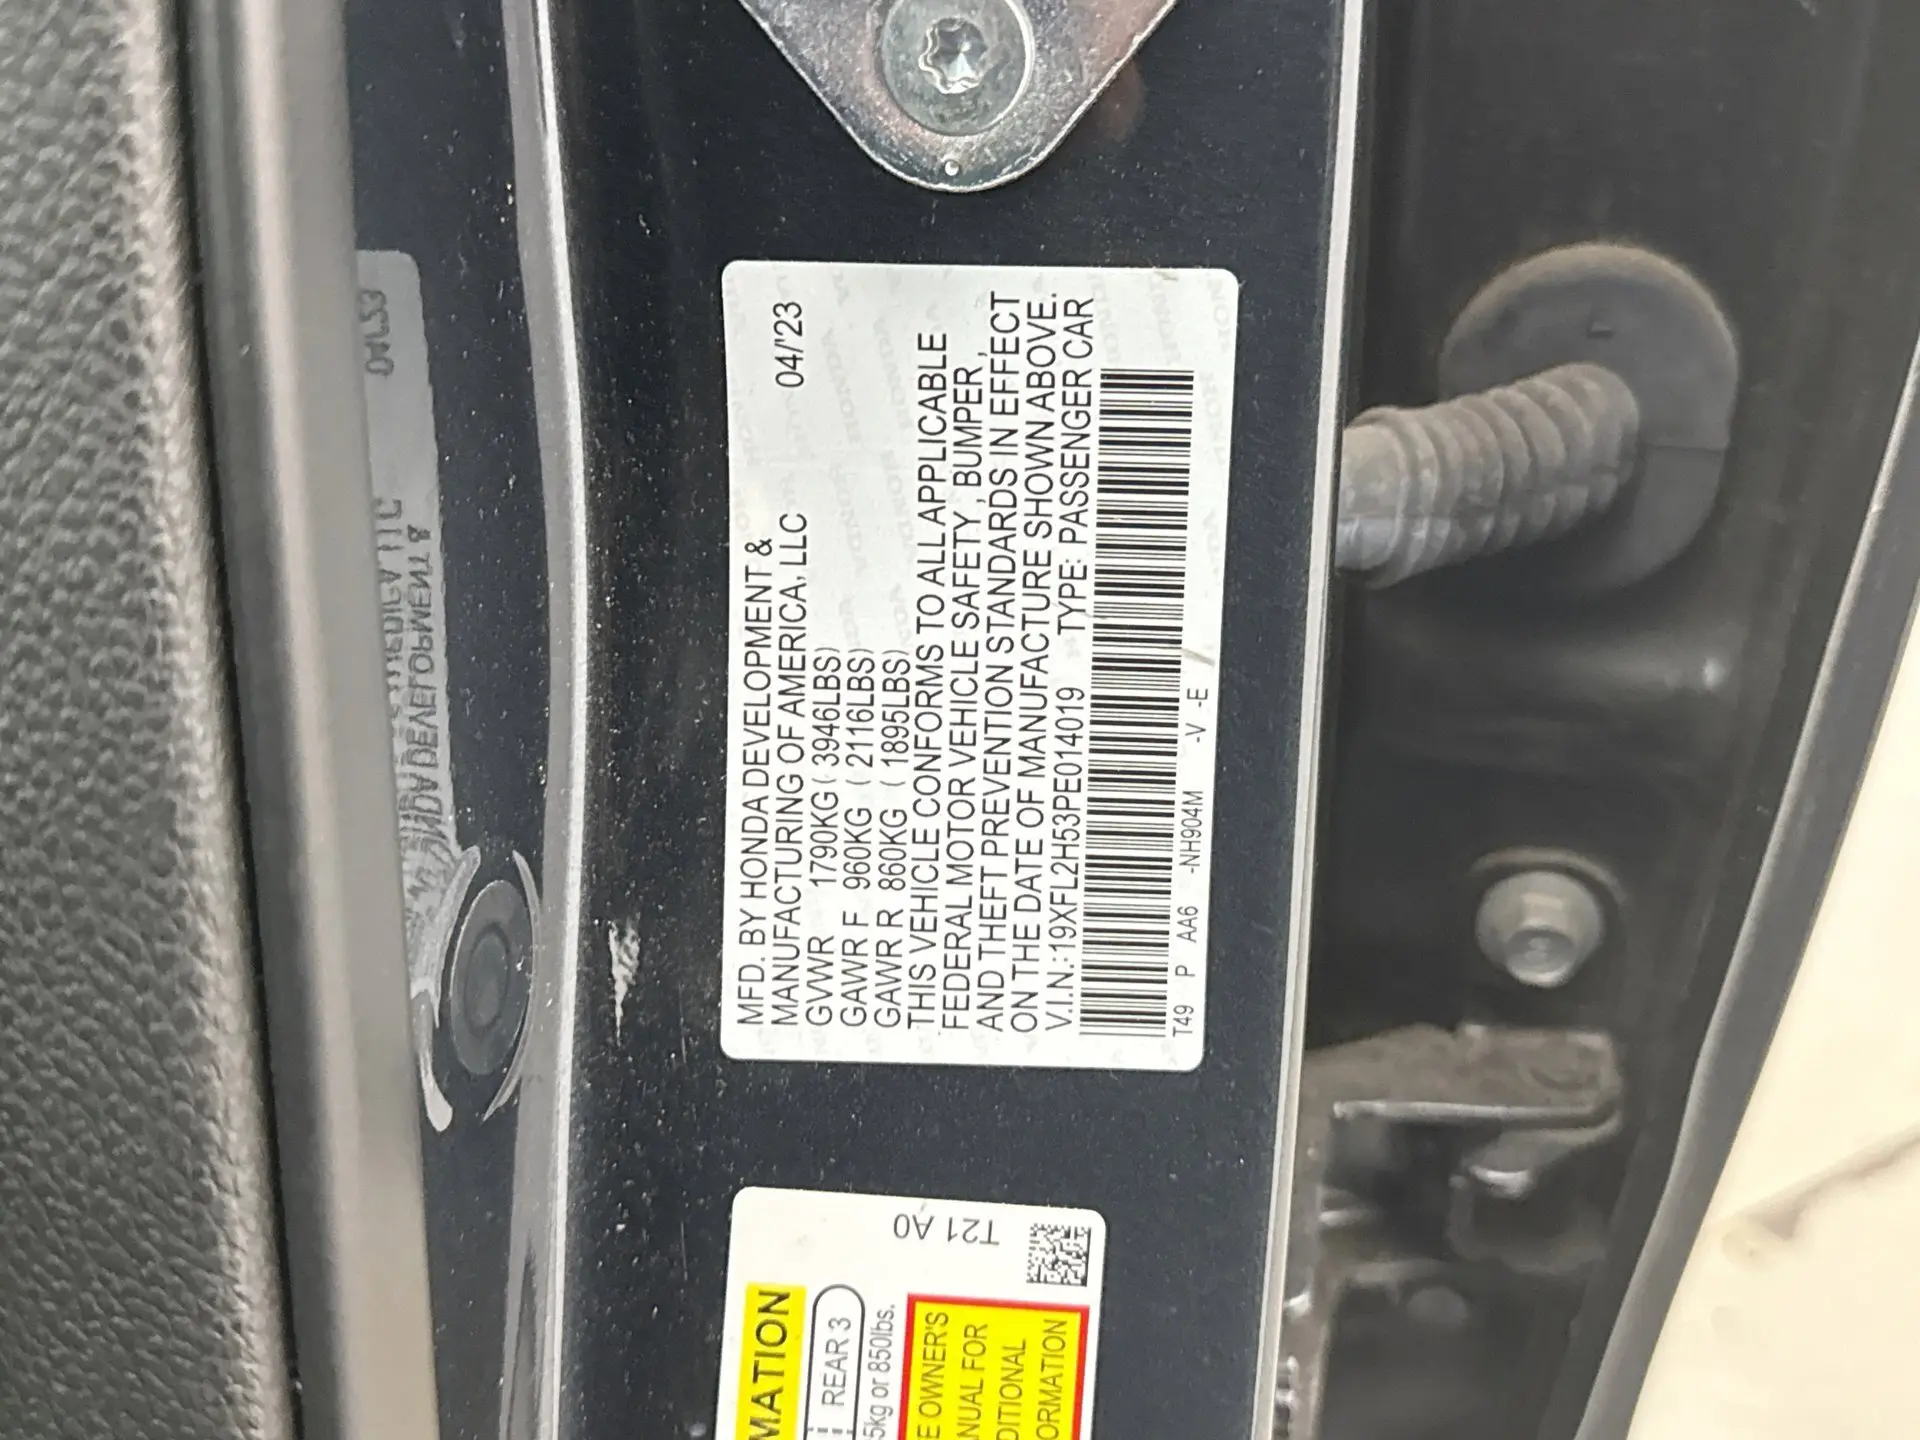 MFD. BY HONDA DEVELOPMENT &
MANUFACTURING OF AMERICA, LLC 04/'23
GVWR 1790KG ( 3946LBS)
GAWR F 960KG ( 2116LBS)
GAWR R 860KG ( 1895LBS)
THIS VEHICLE CONFORMS TO ALL APPLICABLE
FEDERAL MOTOR VEHICLE SAFETY, BUMPER,
AND THEFT PREVENTION STANDARDS IN EFFECT
ON THE DATE OF MANUFACTURE SHOWN ABOVE.
V.I.N.:19XFL2H53PE014019 TYPE: PASSENGER CAR
T49 P AA6 -NH904M -V -E
T21 A0
MATION
REAR 3
5kg or 850lbs.
E OWNER'S
ANUAL FOR
DITIONAL
ORMATION